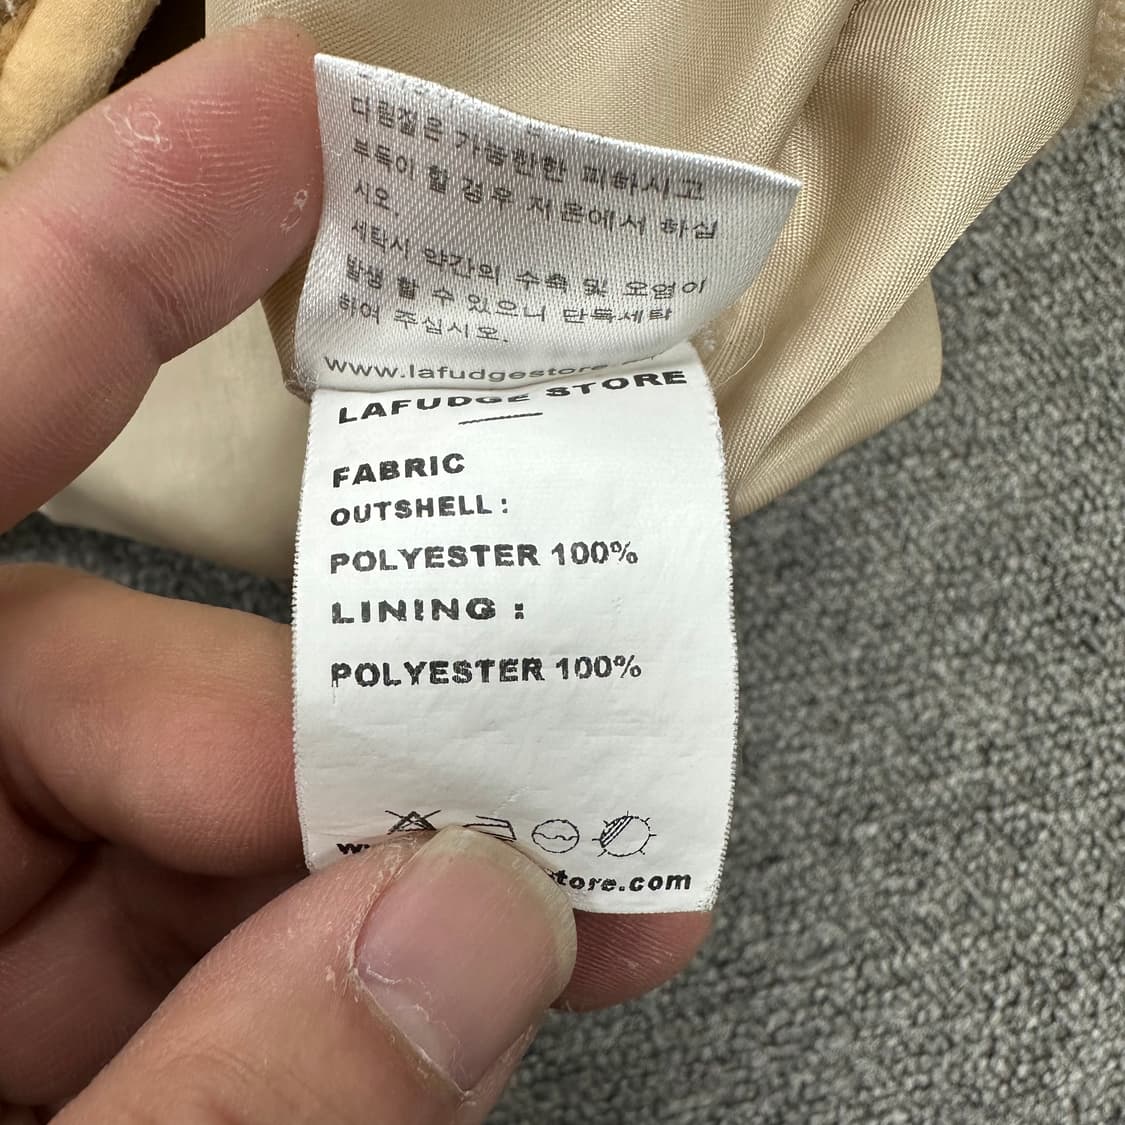 다림질은 가능한한 피하시고
부득이 할 경우 저온에서 하십
시오.
세탁시 약간의 수축 및 오염이
발생 할 수 있으니 단독세탁
하여 주십시오.
www.lafudgestore
LAFUDGE STORE
FABRIC
OUTSHELL :
POLYESTER 100%
LINING :
POLYESTER 100%
store.com